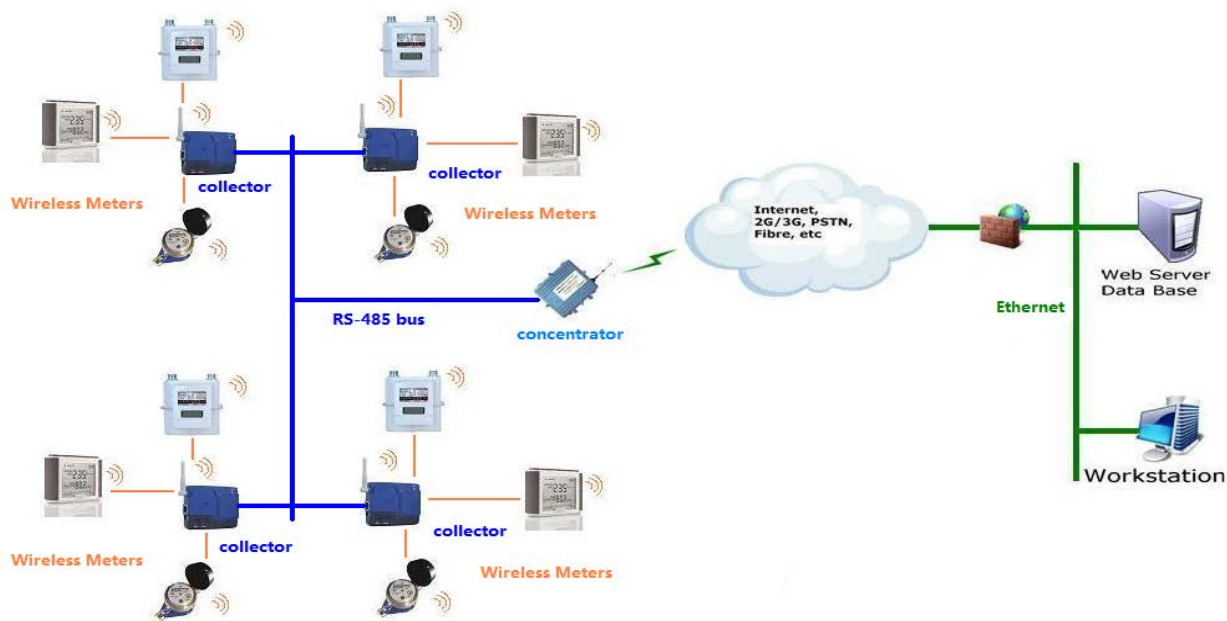 collector
Wireless Meters
collector
Wireless Meters
Internet,
2G/3G, PSTN,
Fibre, etc
Web Server
Data Base
RS-485 bus
concentrator
Ethernet
collector
Wireless Meters
collector
Wireless Meters
Workstation